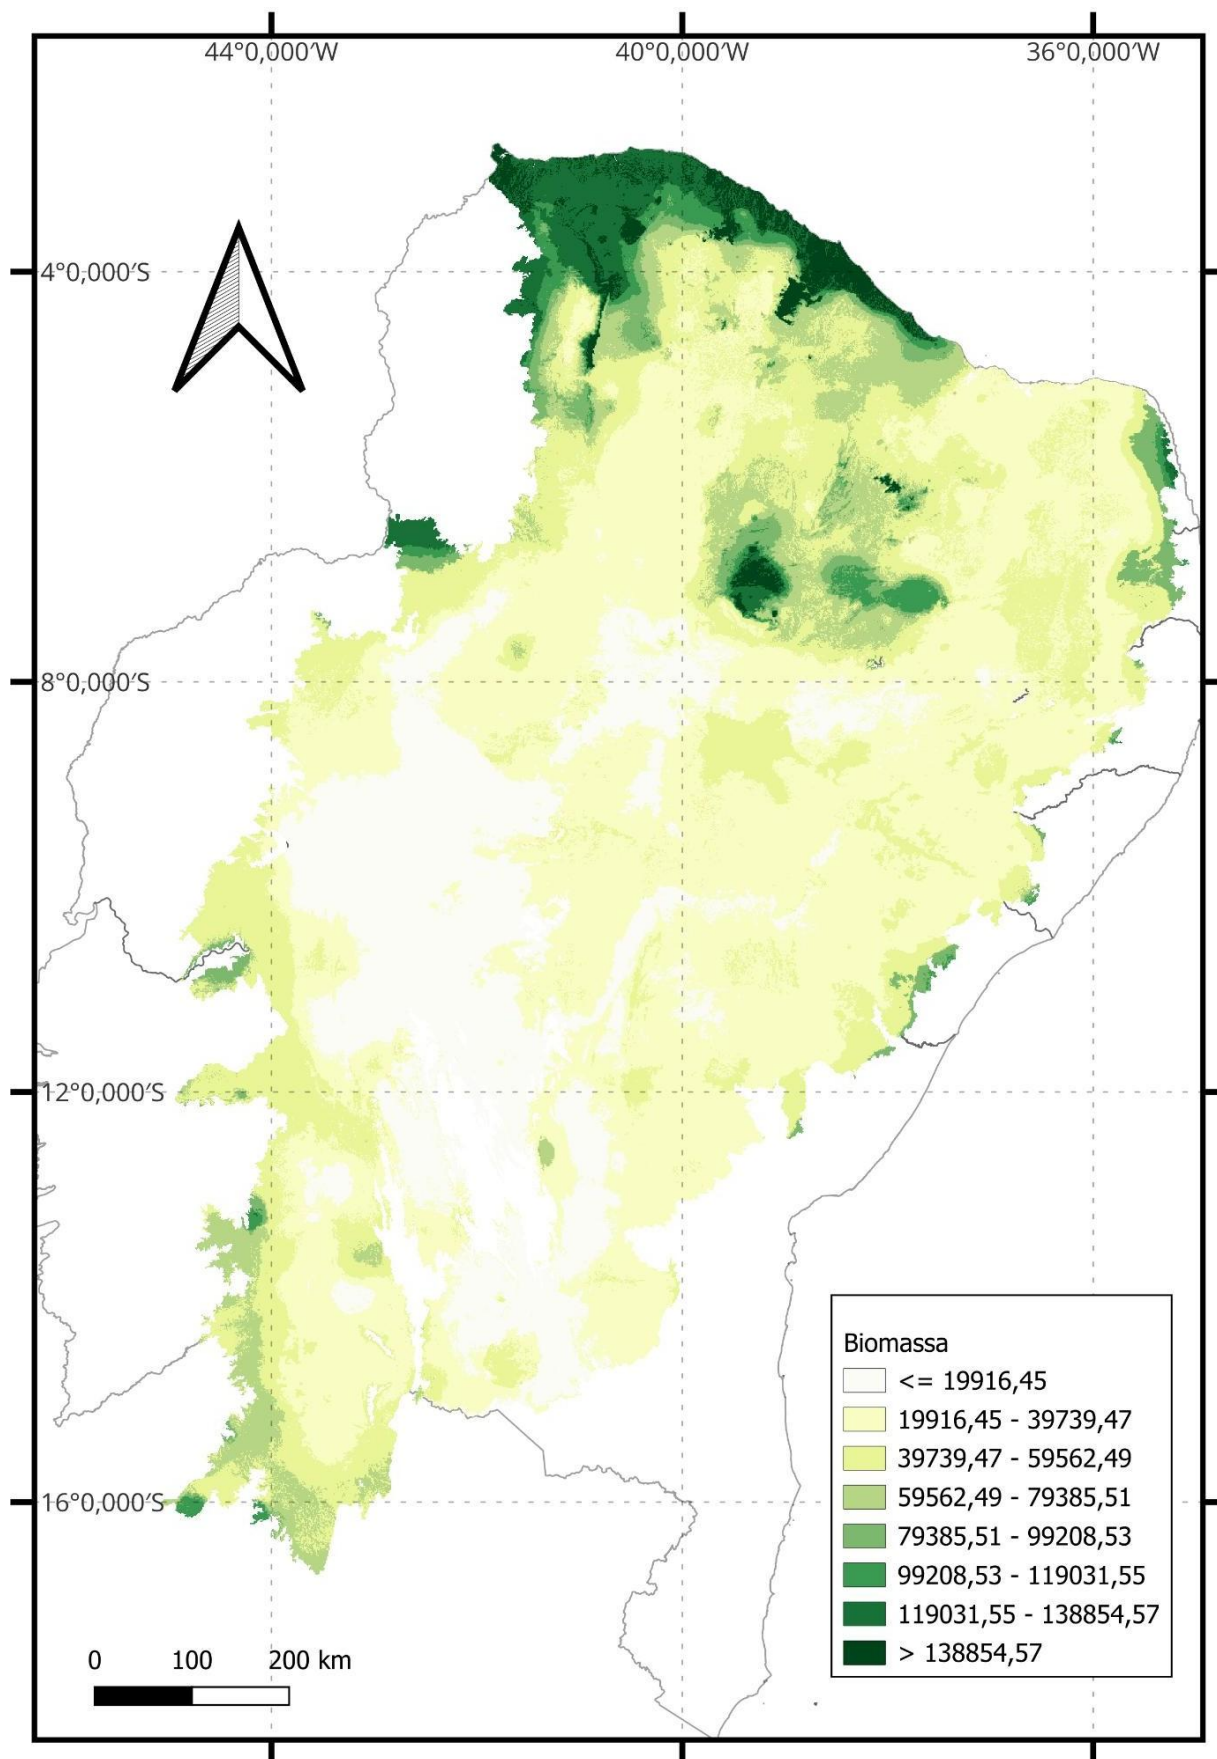 44°0,000′W 40°0,000′W 36°0,000′W
4°0,000′S
8°0,000′S
12°0,000′S
16°0,000′S
Biomassa
<= 19916,45
19916,45 - 39739,47
39739,47 - 59562,49
59562,49 - 79385,51
79385,51 - 99208,53
99208,53 - 119031,55
119031,55 - 138854,57
> 138854,57
0 100 200 km